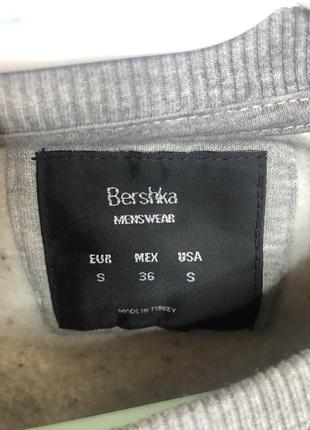 Bershka
MENSWEAR
EUR MEX USA
S 36 S
MADE IN TURKEY